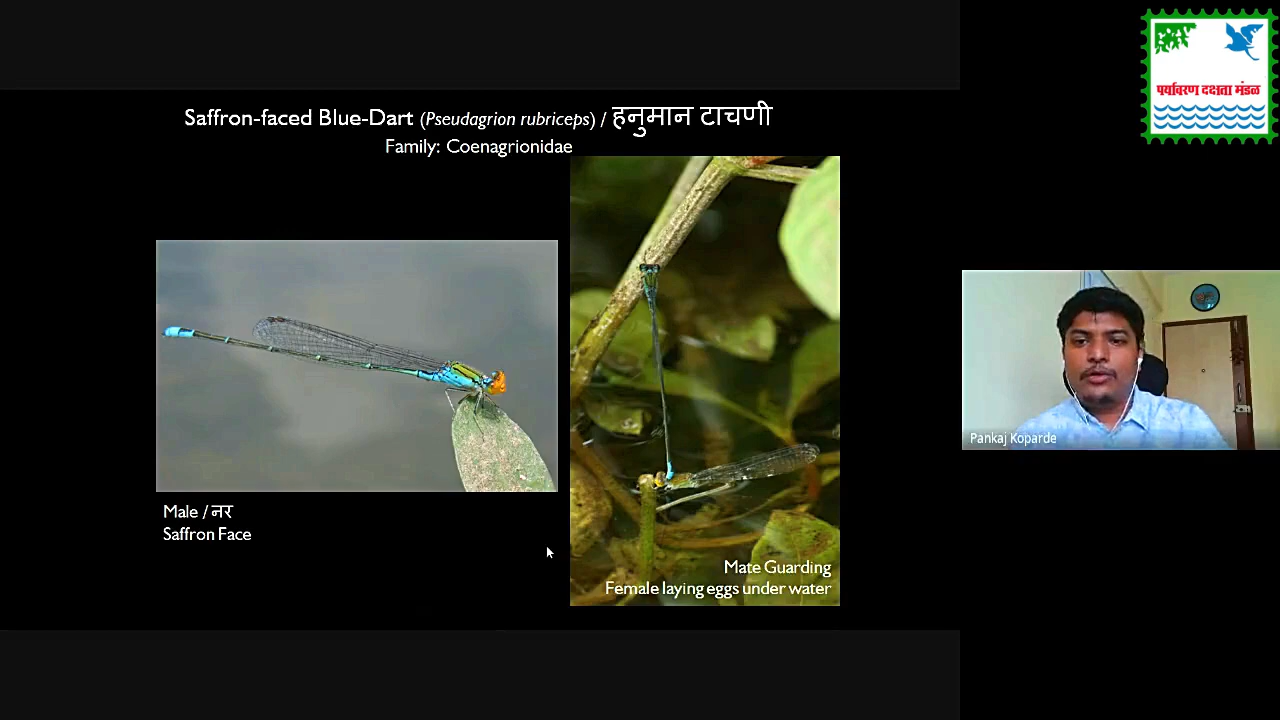 पर्यावरण दक्षता मंडळ
Saffron-faced Blue-Dart (Pseudagrion rubriceps) / हनुमान टाचणी
Family: Coenagrionidae
Male / नर
Saffron Face
Mate Guarding
Female laying eggs under water
Pankaj Koparde